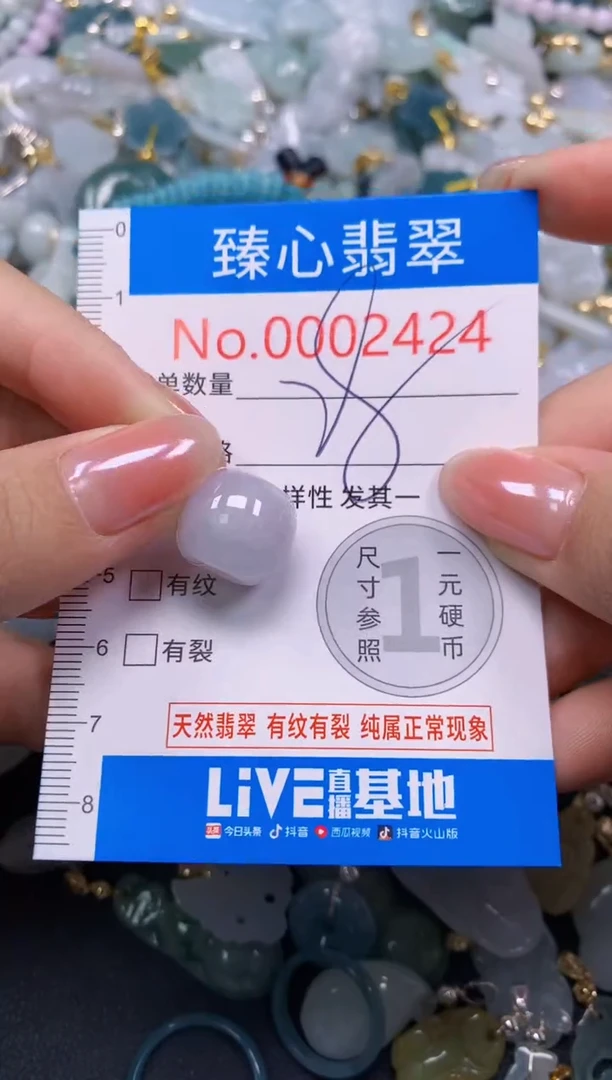 0
臻心翡翠
1
No.0002424
单数量
格
样性 发其一
5
有纹
尺寸参照
1
一元硬币
6
有裂
天然翡翠 有纹有裂 纯属正常现象
7
LiVE直播基地
8
今日头条 抖音 西瓜视频 抖音火山版